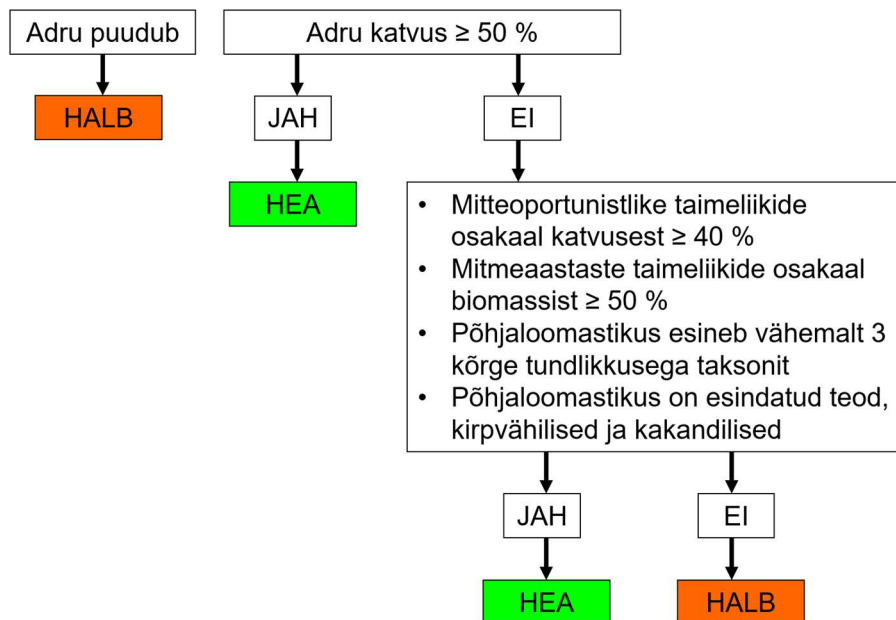 Adru puudub
Adru katvus ≥ 50 %
HALB
JAH
EI
HEA
• Mitteoportunistlike taimeliikide
osakaal katvusest ≥ 40 %
• Mitmeaastaste taimeliikide osakaal
biomassist ≥ 50 %
• Põhjaloomastikus esineb vähemalt 3
kõrge tundlikkusega taksonit
• Põhjaloomastikus on esindatud teod,
kirpvähilised ja kakandilised
JAH
EI
HEA
HALB